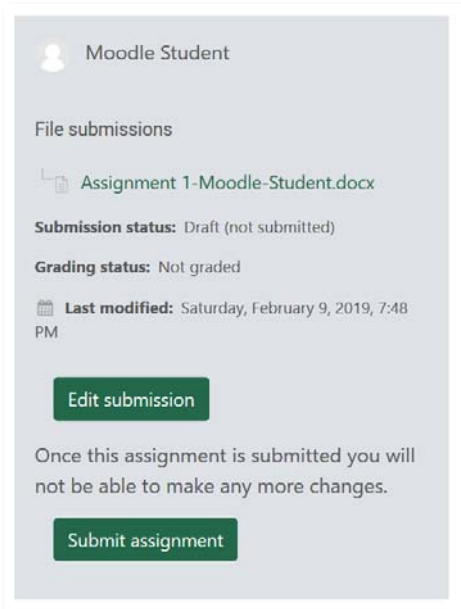 Moodle Student
File submissions
Assignment 1-Moodle-Student.docx
Submission status: Draft (not submitted)
Grading status: Not graded
Last modified: Saturday, February 9, 2019, 7:48
PM
Edit submission
Once this assignment is submitted you will
not be able to make any more changes.
Submit assignment